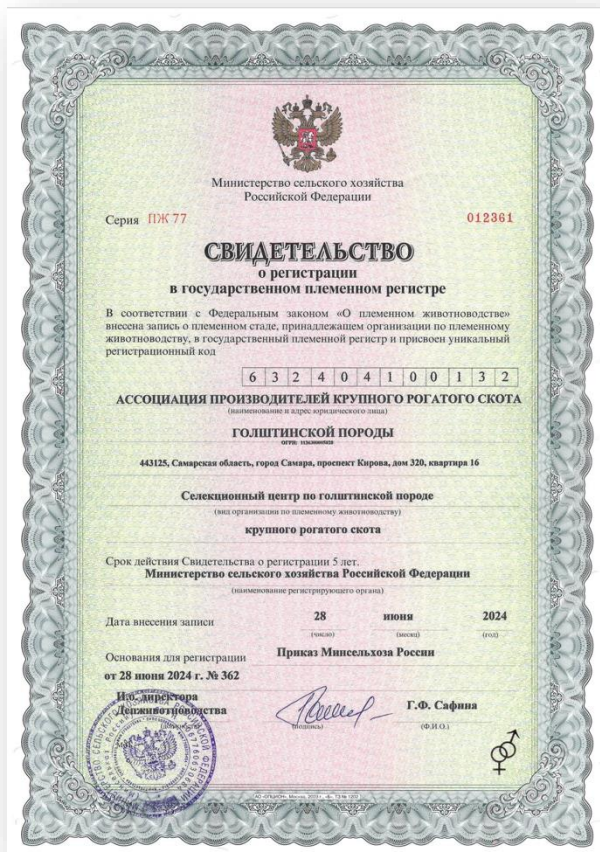 Министерство сельского хозяйства
Российской Федерации
Серия ПЖ 77
012361
СВИДЕТЕЛЬСТВО
о регистрации
в государственном племенном регистре
В соответствии с Федеральным законом «О племенном животноводстве»
внесена запись о племенном стаде, принадлежащем организации по племенному
животноводству, в государственный племенной регистр и присвоен уникальный
регистрационный код
6 3 2 4 0 4 1 0 0 1 3 2
АССОЦИАЦИЯ ПРОИЗВОДИТЕЛЕЙ КРУПНОГО РОГАТОГО СКОТА
(наименование и адрес юридического лица)
ГОЛШТИНСКОЙ ПОРОДЫ
ОГРН:
443125, Самарская область, город Самара, проспект Кирова, дом 320, квартира 16
Селекционный центр по голштинской породе
(вид организации по племенному животноводству)
крупного рогатого скота
Срок действия Свидетельства о регистрации 5 лет.
Министерство сельского хозяйства Российской Федерации
(наименование регистрирующего органа)
Дата внесения записи
28 июня 2024
(число) (месяц) (год)
Основания для регистрации Приказ Минсельхоза России
от 28 июня 2024 г. № 362
И.о. директора
Депживотноводства
Г.Ф. Сафина
(подпись) (Ф.И.О.)